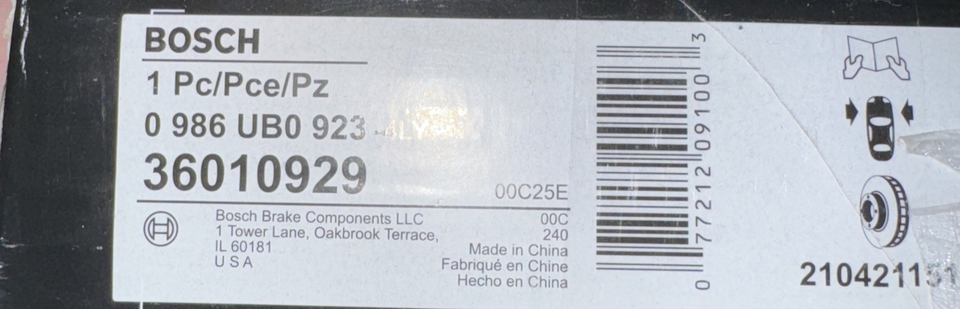 BOSCH
1 Pc/Pce/Pz
0 986 UB0 923
36010929
00C25E
Bosch Brake Components LLC
1 Tower Lane, Oakbrook Terrace,
IL 60181
U S A
00C
240
Made in China
Fabriqué en Chine
Hecho en China
0 77212 09100 3